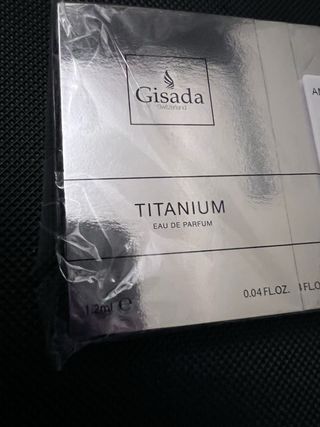 Gisada
Switzerland
TITANIUM
EAU DE PARFUM
1.2ml ℮
0.04 FL.OZ.